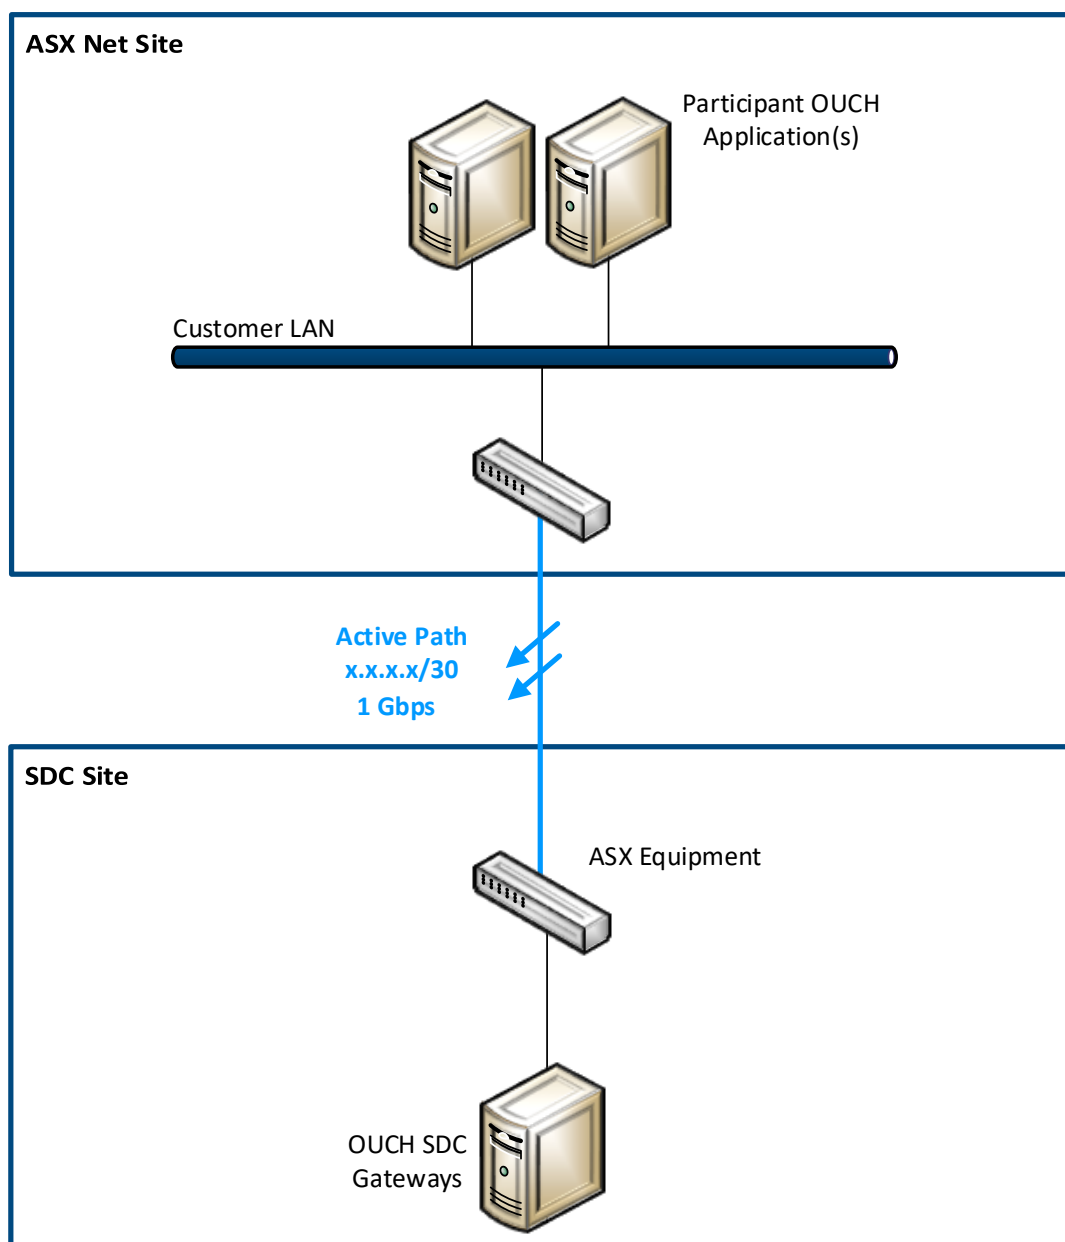 ASX Net Site
Participant OUCH
Application(s)
Customer LAN
Active Path
x.x.x.x/30
1 Gbps
SDC Site
ASX Equipment
OUCH SDC
Gateways